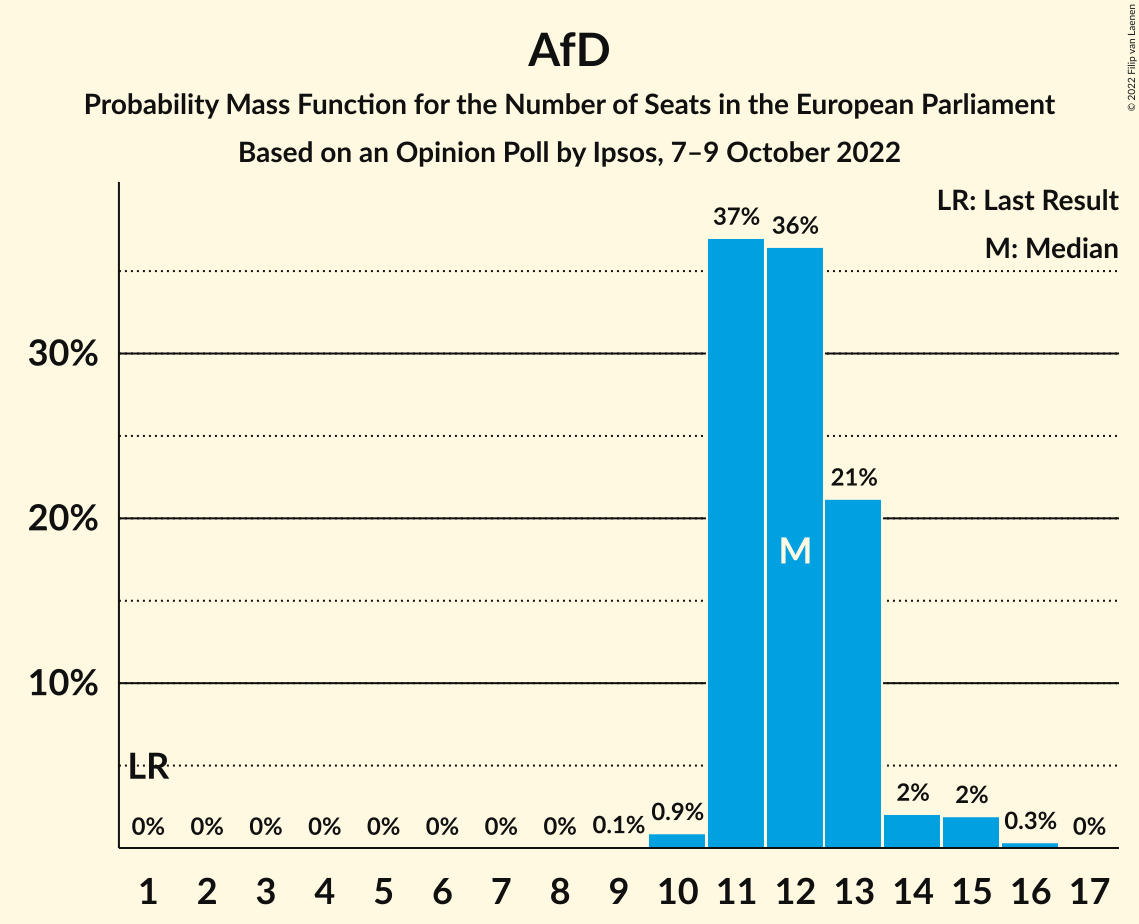 AfD
Probability Mass Function for the Number of Seats in the European Parliament
Based on an Opinion Poll by Ipsos, 7–9 October 2022
© 2022 Filip van Laenen
LR: Last Result
M: Median
37%
36%
30%
21%
20%
M
10%
LR
0% 0% 0% 0% 0% 0% 0% 0% 0.1% 0.9% 2% 2% 0.3% 0%
1 2 3 4 5 6 7 8 9 10 11 12 13 14 15 16 17